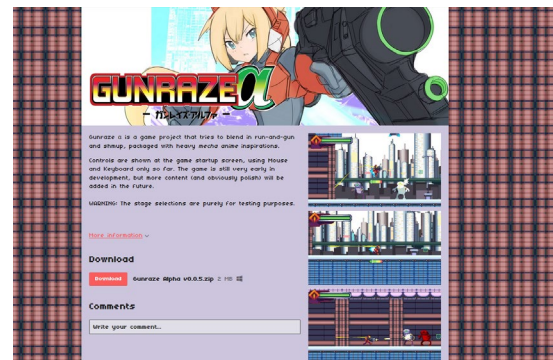 GUNRAZE α
ー ガンレイズ・アルファ ー
Gunraze α is a game project that tries to blend in run-and-gun
and shmup, packaged with heavy mecha anime inspirations.
Controls are shown at the game startup screen, using Mouse
and Keyboard only so far. The game is still very early in
development, but more content (and obviously polish) will be
added in the future.
WARNING: The stage selections are purely for testing purposes.
More information
Download
Download Gunraze Alpha v0.0.5.zip 2 MB
Comments
Write your comment...